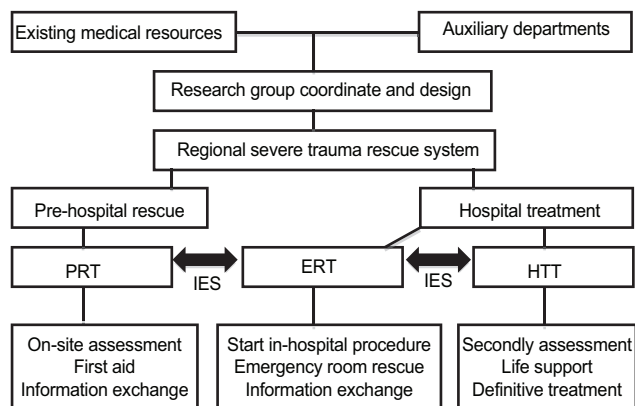 Existing medical resources
Auxiliary departments
Research group coordinate and design
Regional severe trauma rescue system
Pre-hospital rescue
Hospital treatment
PRT
IES
ERT
IES
HTT
On-site assessment
First aid
Information exchange
Start in-hospital procedure
Emergency room rescue
Information exchange
Secondly assessment
Life support
Definitive treatment